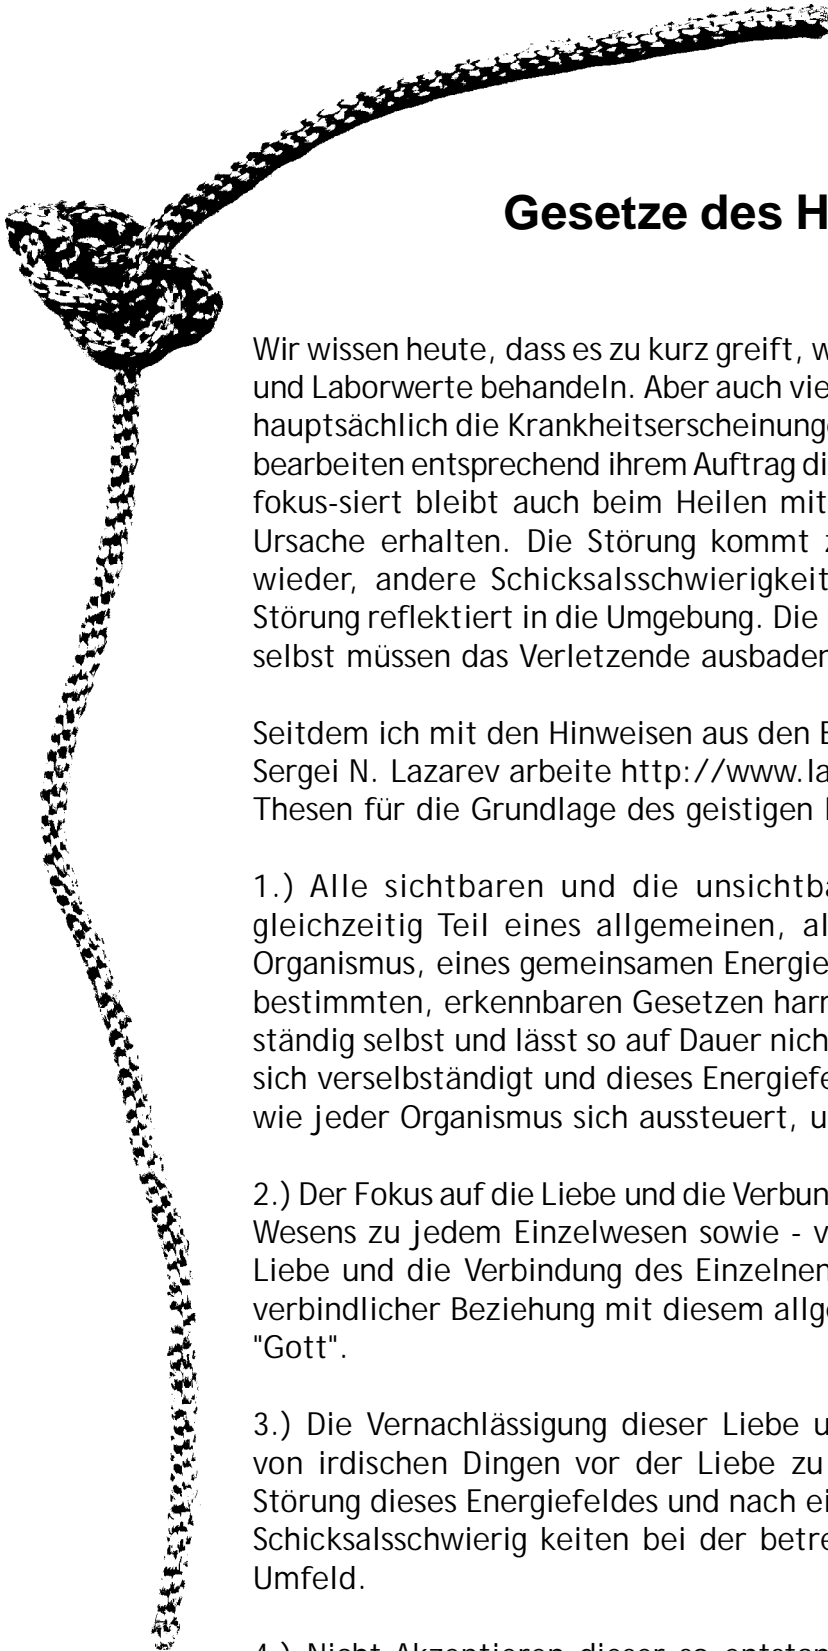 Gesetze des H
Wir wissen heute, dass es zu kurz greift, w
und Laborwerte behandeln. Aber auch vie
hauptsächlich die Krankheitserscheinunge
bearbeiten entsprechend ihrem Auftrag di
fokus-siert bleibt auch beim Heilen mit
Ursache erhalten. Die Störung kommt z
wieder, andere Schicksalsschwierigkeit
Störung reflektiert in die Umgebung. Die
selbst müssen das Verletzende ausbaden
Seitdem ich mit den Hinweisen aus den B
Sergei N. Lazarev arbeite http://www.la
Thesen für die Grundlage des geistigen
1.) Alle sichtbaren und die unsichtba
gleichzeitig Teil eines allgemeinen, al
Organismus, eines gemeinsamen Energie
bestimmten, erkennbaren Gesetzen harr
ständig selbst und lässt so auf Dauer nich
sich verselbständigt und dieses Energiefe
wie jeder Organismus sich aussteuert, u
2.) Der Fokus auf die Liebe und die Verbun
Wesens zu jedem Einzelwesen sowie - v
Liebe und die Verbindung des Einzelnen
verbindlicher Beziehung mit diesem allge
"Gott".
3.) Die Vernachlässigung dieser Liebe u
von irdischen Dingen vor der Liebe zu
Störung dieses Energiefeldes und nach ei
Schicksalsschwierig keiten bei der betre
Umfeld.
4.) Nicht-Akzeptieren dieser so entstan